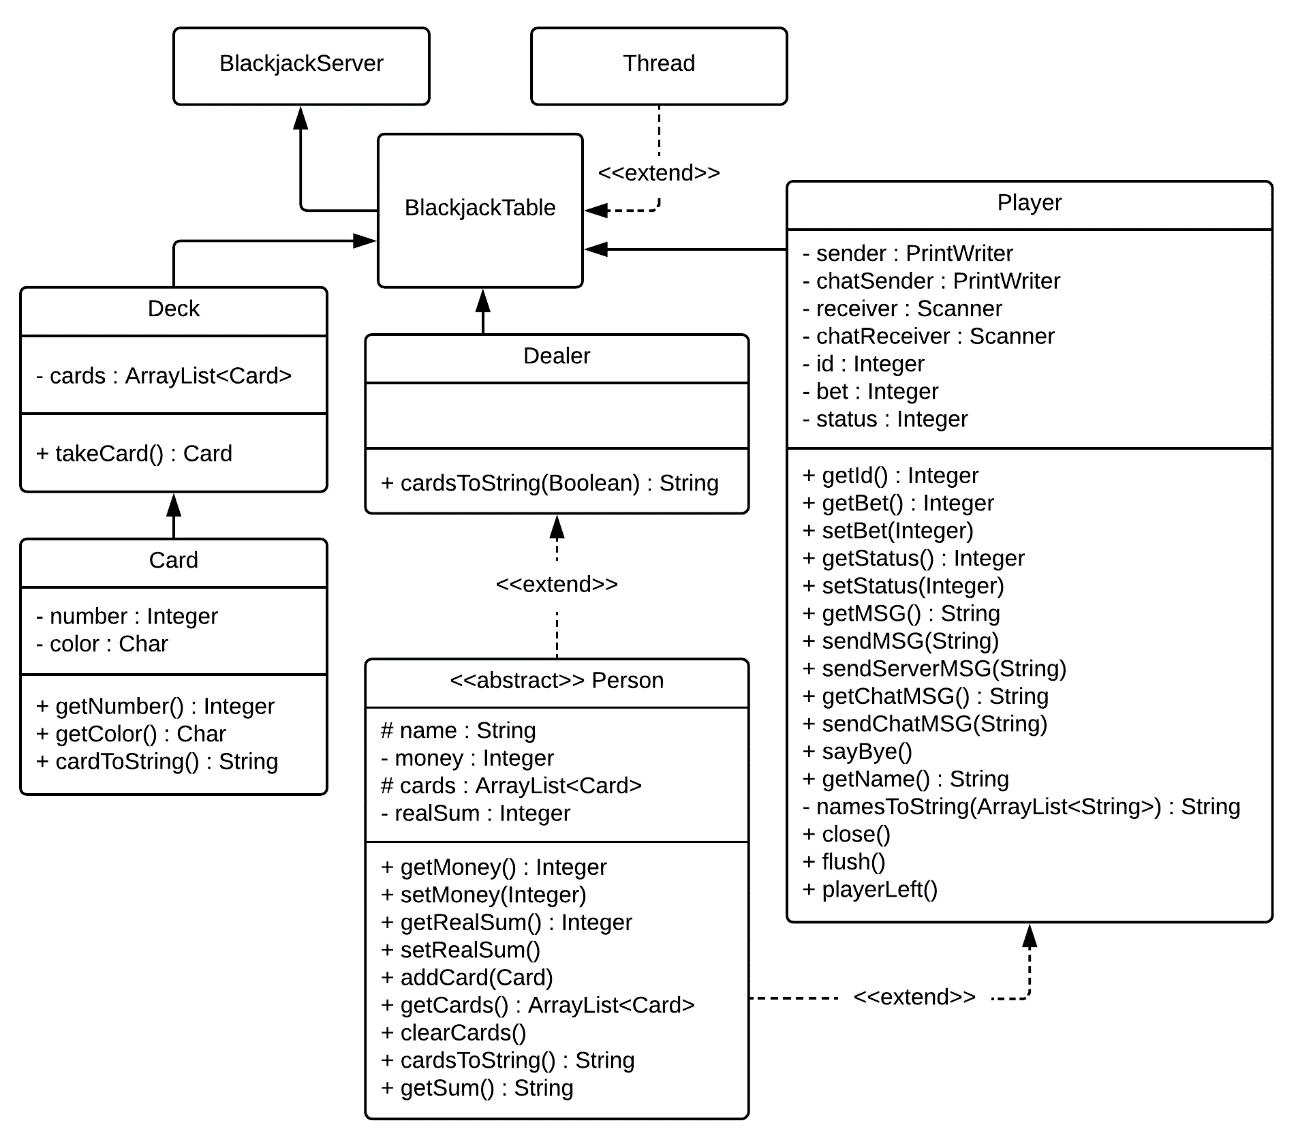 BlackjackServer
Thread
<<extend>>
BlackjackTable
Player
- sender : PrintWriter
- chatSender : PrintWriter
- receiver : Scanner
- chatReceiver : Scanner
- id : Integer
- bet : Integer
- status : Integer
+ getId() : Integer
+ getBet() : Integer
+ setBet(Integer)
+ getStatus() : Integer
+ setStatus(Integer)
+ getMSG() : String
+ sendMSG(String)
+ sendServerMSG(String)
+ getChatMSG() : String
+ sendChatMSG(String)
+ sayBye()
+ getName() : String
- namesToString(ArrayList<String>) : String
+ close()
+ flush()
+ playerLeft()
Deck
- cards : ArrayList<Card>
+ takeCard() : Card
Dealer
+ cardsToString(Boolean) : String
Card
- number : Integer
- color : Char
+ getNumber() : Integer
+ getColor() : Char
+ cardToString() : String
<<extend>>
<<abstract>> Person
# name : String
- money : Integer
# cards : ArrayList<Card>
- realSum : Integer
+ getMoney() : Integer
+ setMoney(Integer)
+ getRealSum() : Integer
+ setRealSum()
+ addCard(Card)
+ getCards() : ArrayList<Card>
+ clearCards()
+ cardsToString() : String
+ getSum() : String
<<extend>>